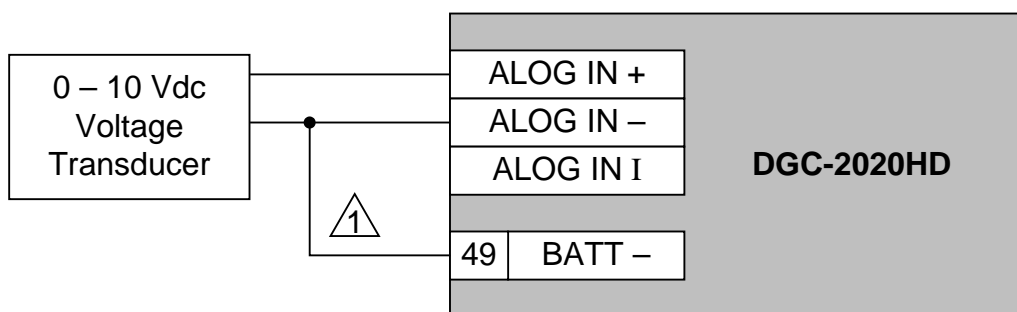 0 – 10 Vdc
Voltage
Transducer
ALOG IN +
ALOG IN –
ALOG IN I
DGC-2020HD
1
49 BATT –